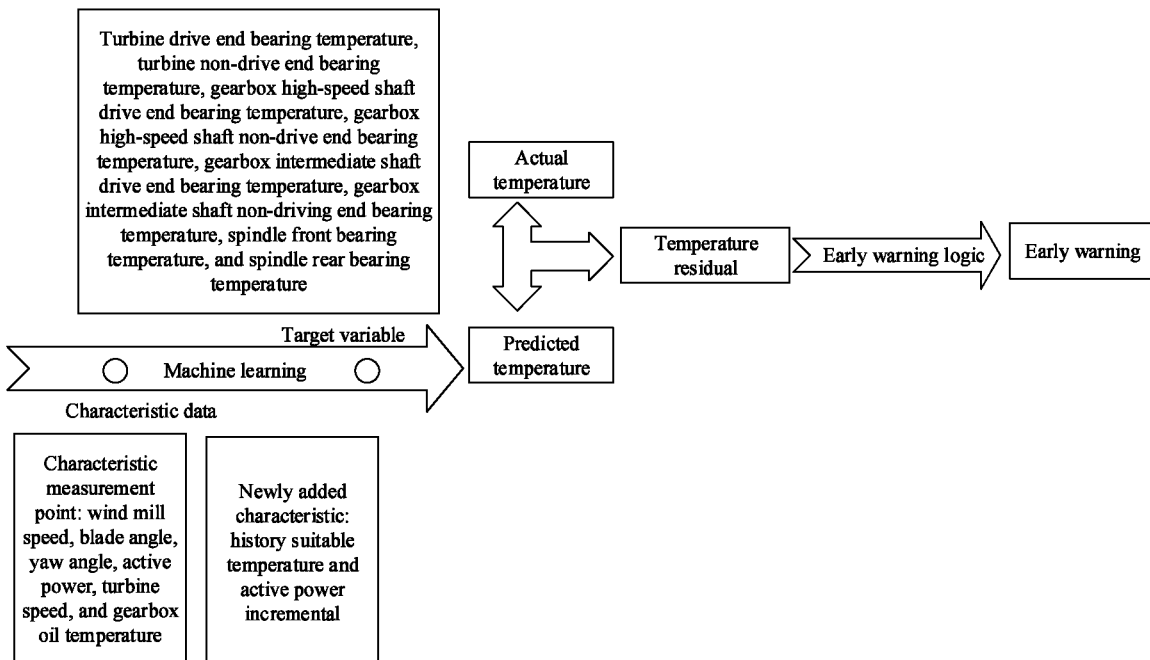 Turbine drive end bearing temperature,
turbine non-drive end bearing
temperature, gearbox high-speed shaft
drive end bearing temperature, gearbox
high-speed shaft non-drive end bearing
temperature, gearbox intermediate shaft
drive end bearing temperature, gearbox
intermediate shaft non-driving end bearing
temperature, spindle front bearing
temperature, and spindle rear bearing
temperature
Actual
temperature
Temperature
residual
Early warning logic
Early warning
Target variable
Predicted
temperature
Machine learning
Characteristic data
Characteristic
measurement
point: wind mill
speed, blade angle,
yaw angle, active
power, turbine
speed, and gearbox
oil temperature
Newly added
characteristic:
history suitable
temperature and
active power
incremental